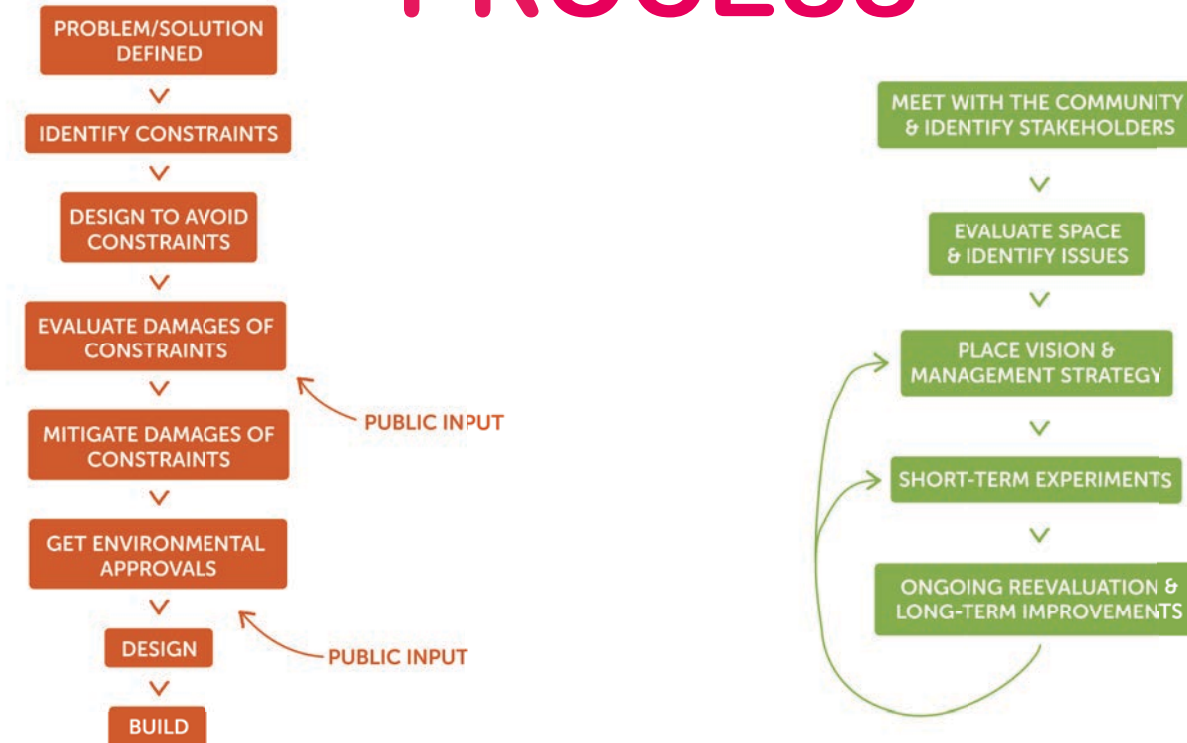 PROCESS
PROBLEM/SOLUTION
DEFINED
IDENTIFY CONSTRAINTS
DESIGN TO AVOID
CONSTRAINTS
EVALUATE DAMAGES OF
CONSTRAINTS
PUBLIC INPUT
MITIGATE DAMAGES OF
CONSTRAINTS
GET ENVIRONMENTAL
APPROVALS
PUBLIC INPUT
DESIGN
BUILD
MEET WITH THE COMMUNITY
& IDENTIFY STAKEHOLDERS
EVALUATE SPACE
& IDENTIFY ISSUES
PLACE VISION &
MANAGEMENT STRATEGY
SHORT-TERM EXPERIMENTS
ONGOING REEVALUATION &
LONG-TERM IMPROVEMENTS